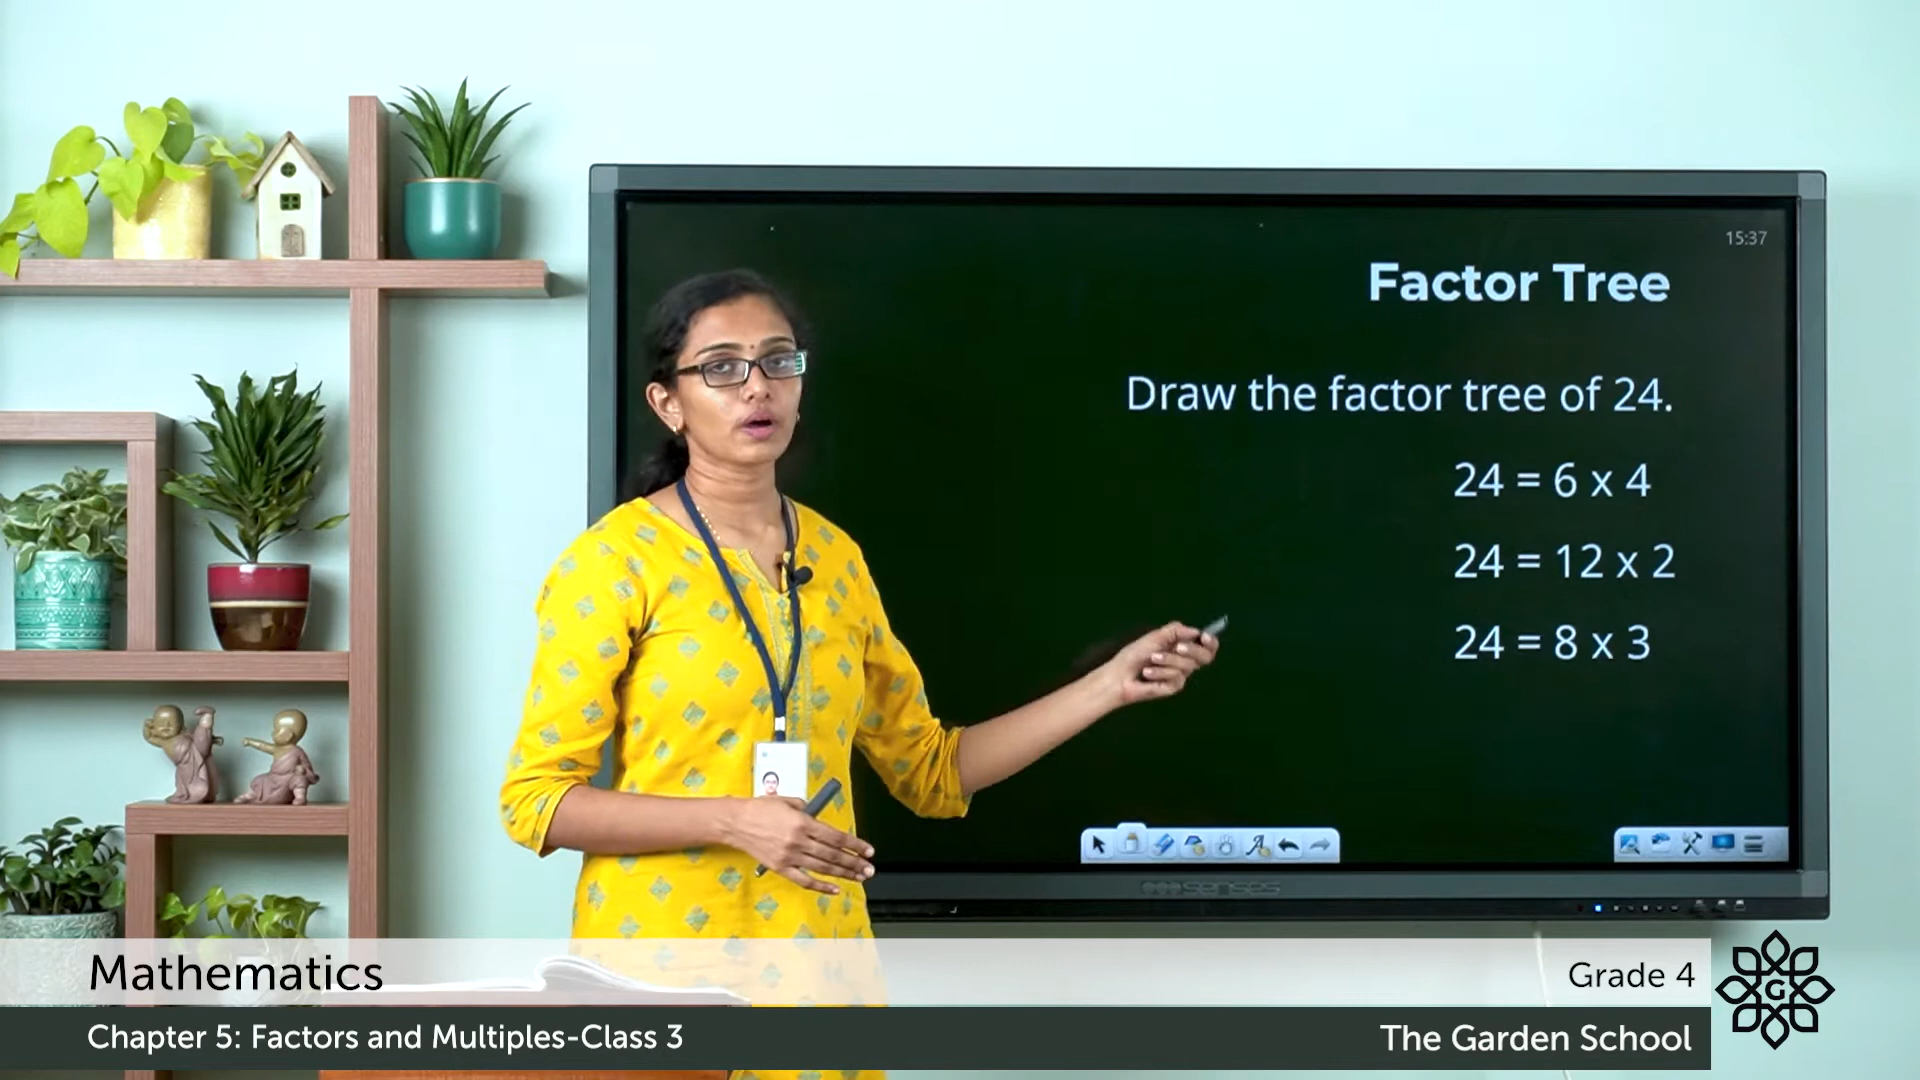 15:37
Factor Tree
Draw the factor tree of 24.
24 = 6 x 4
24 = 12 x 2
24 = 8 x 3
senses
Mathematics
Grade 4
Chapter 5: Factors and Multiples-Class 3
The Garden School
G